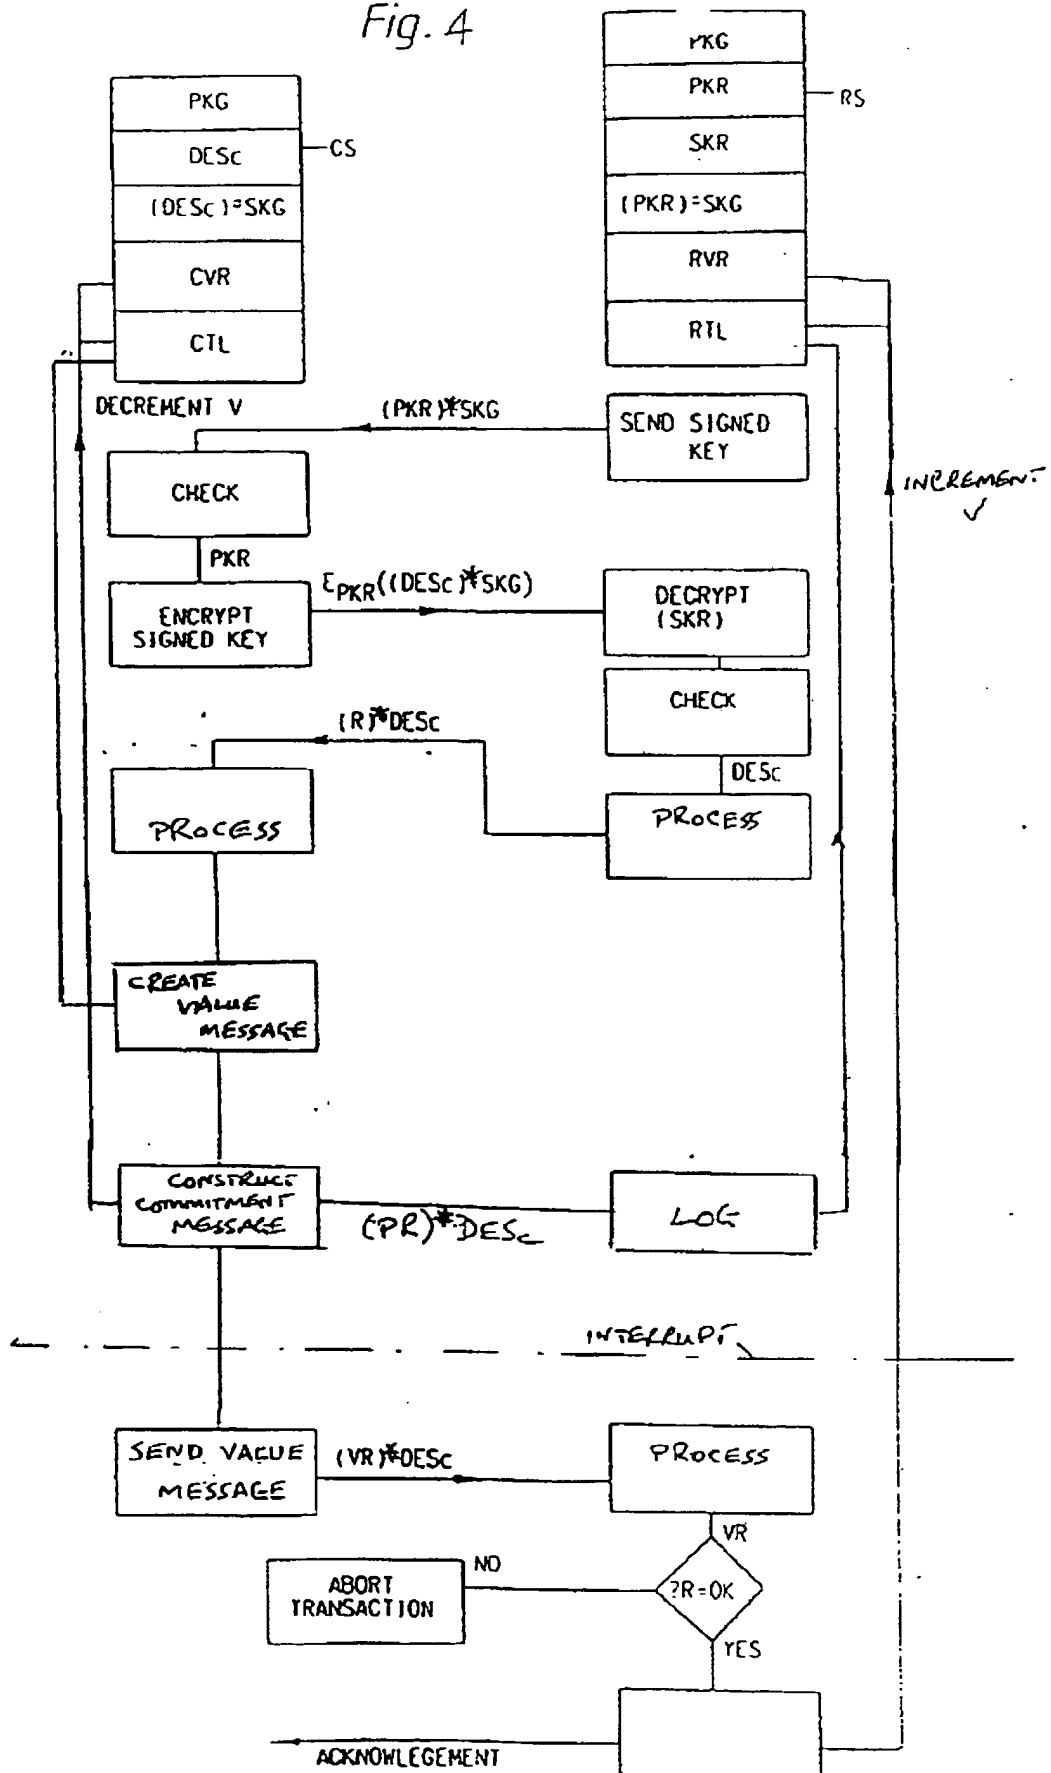 Fig. 4
PKG
DESc
CS
(DESc)=SKG
CVR
CTL
DECREMENT V
PKG
PKR
RS
SKR
(PKR)=SKG
RVR
RTL
(PKR)*SKG
SEND SIGNED
KEY
INCREMENT
V
CHECK
PKR
ENCRYPT
SIGNED KEY
EPKR((DESc)*SKG)
DECRYPT
(SKR)
CHECK
DESc
(R)*DESc
PROCESS
PROCESS
CREATE
VALUE
MESSAGE
CONSTRUCT
COMMITMENT
MESSAGE
(PR)*DESc
LOG
INTERRUPT
SEND VALUE
MESSAGE
(VR)*DESc
PROCESS
VR
?R=OK
NO
ABORT
TRANSACTION
YES
ACKNOWLEGEMENT